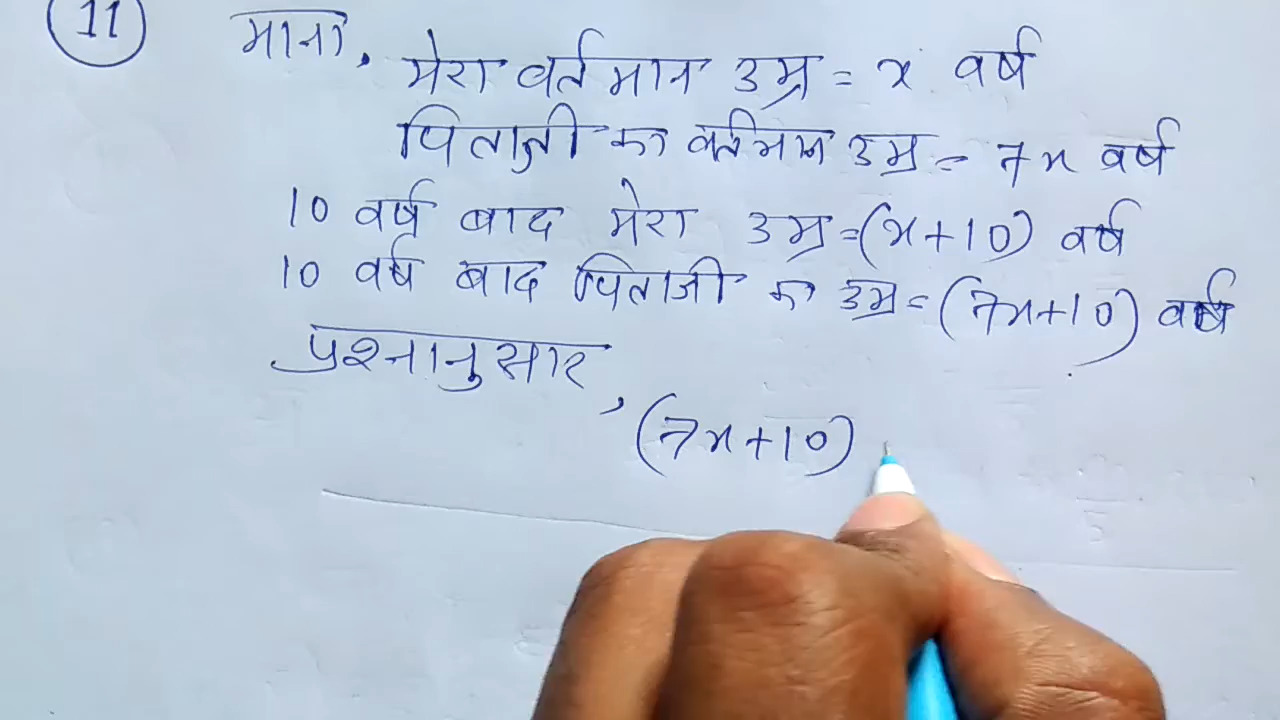 11
माना, मेरा वर्तमान उम्र = x वर्ष
पिताजी का वर्तमान उम्र = 7x वर्ष
10 वर्ष बाद मेरा उम्र = (x+10) वर्ष
10 वर्ष बाद पिताजी का उम्र = (7x+10) वर्ष
प्रश्नानुसार,
(7x+10)